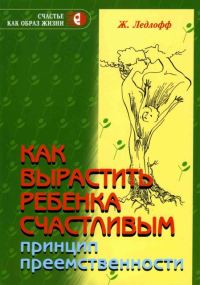 СЧАСТЬЕ
КАК ОБРАЗ ЖИЗНИ
Ж. Ледлофф
КАК
ВЫРАСТИТЬ
РЕБЕНКА
СЧАСТЛИВЫМ
принцип
преемственности